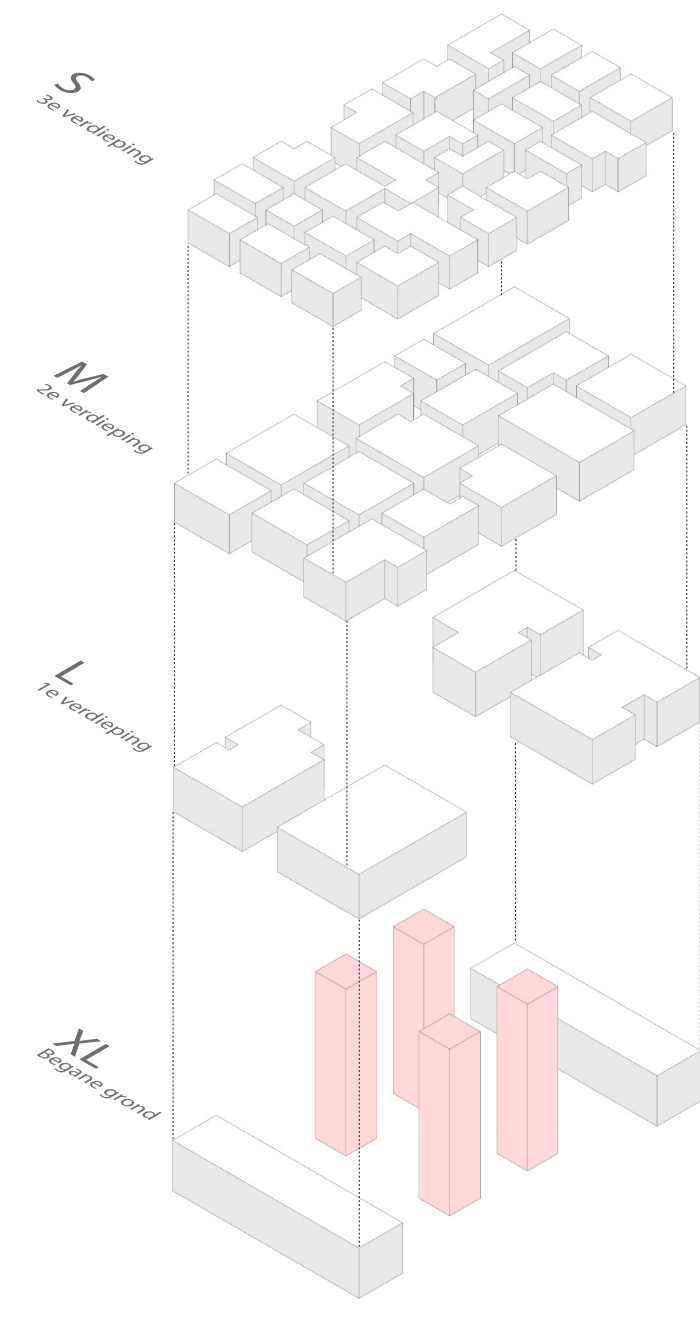 S
3e verdieping
M
2e verdieping
L
1e verdieping
XL
Begane grond